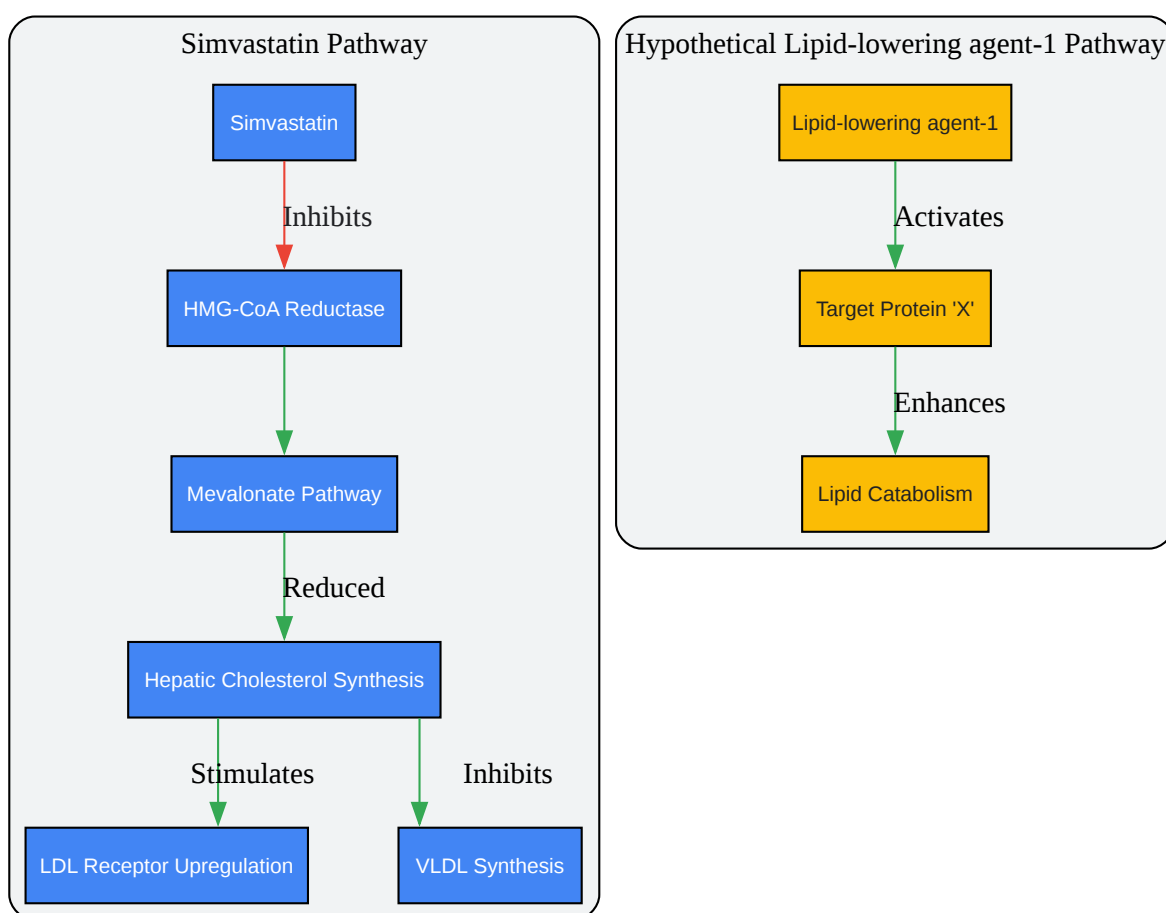 Simvastatin Pathway
Simvastatin
Inhibits
HMG-CoA Reductase
Mevalonate Pathway
Reduced
Hepatic Cholesterol Synthesis
Stimulates
Inhibits
LDL Receptor Upregulation
VLDL Synthesis
Hypothetical Lipid-lowering agent-1 Pathway
Lipid-lowering agent-1
Activates
Target Protein 'X'
Enhances
Lipid Catabolism